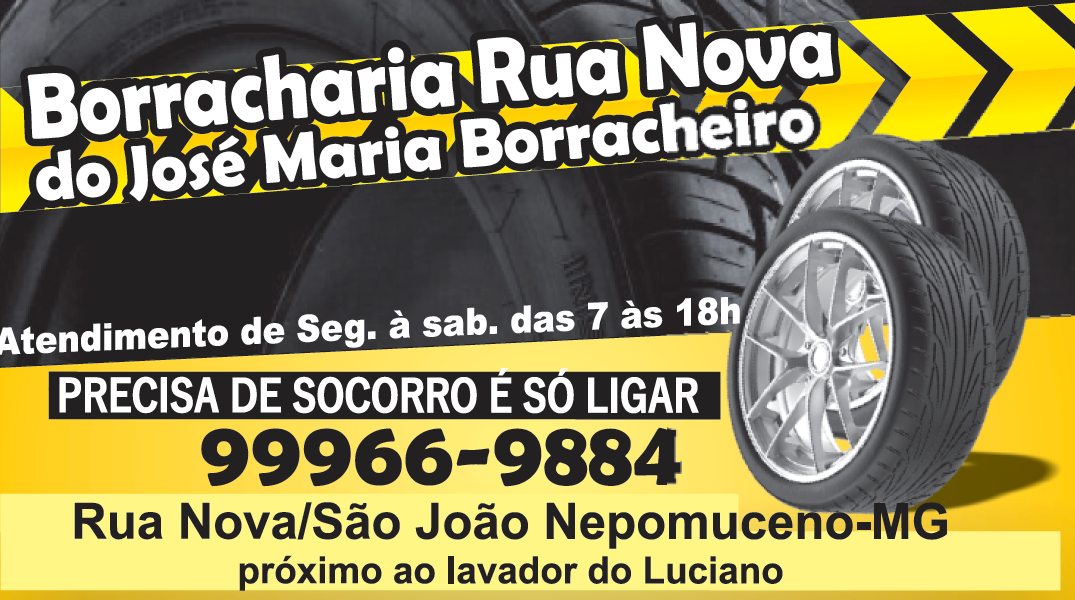 Borracharia Rua Nova
do José Maria Borracheiro
Atendimento de Seg. à sab. das 7 às 18h
PRECISA DE SOCORRO É SÓ LIGAR
99966-9884
Rua Nova/São João Nepomuceno-MG
próximo ao lavador do Luciano